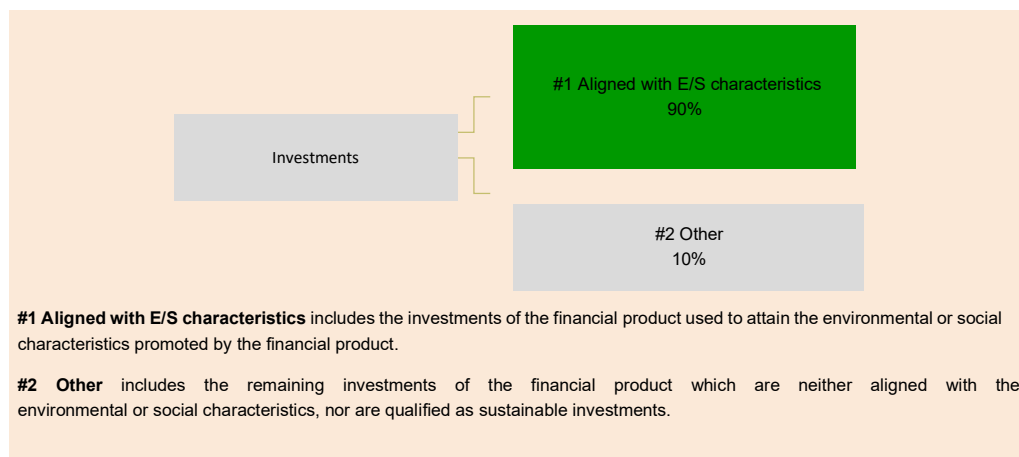 #1 Aligned with E/S characteristics
90%
Investments
#2 Other
10%
#1 Aligned with E/S characteristics includes the investments of the financial product used to attain the environmental or social
characteristics promoted by the financial product.
#2 Other includes the remaining investments of the financial product which are neither aligned with the
environmental or social characteristics, nor are qualified as sustainable investments.